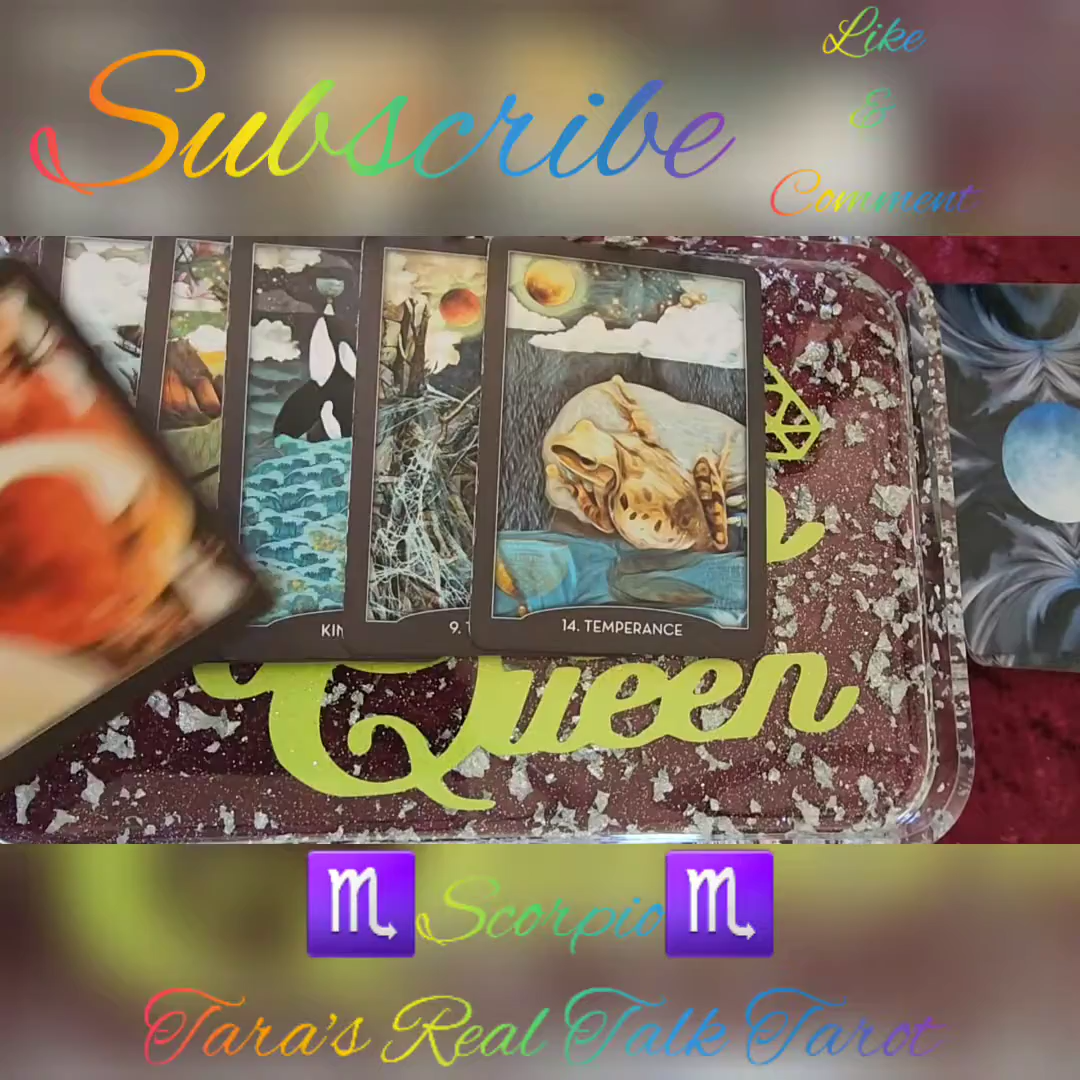 Subscribe
Like
&
Comment
KIN
9. T
14. TEMPERANCE
Queen
♏ Scorpio ♏
Tara's Real Talk Tarot